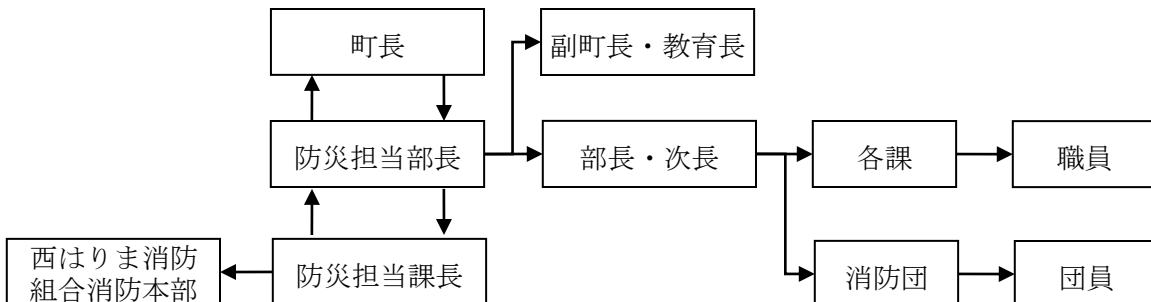 町長
副町長・教育長
防災担当部長
部長・次長
各課
職員
西はりま消防
組合消防本部
防災担当課長
消防団
団員